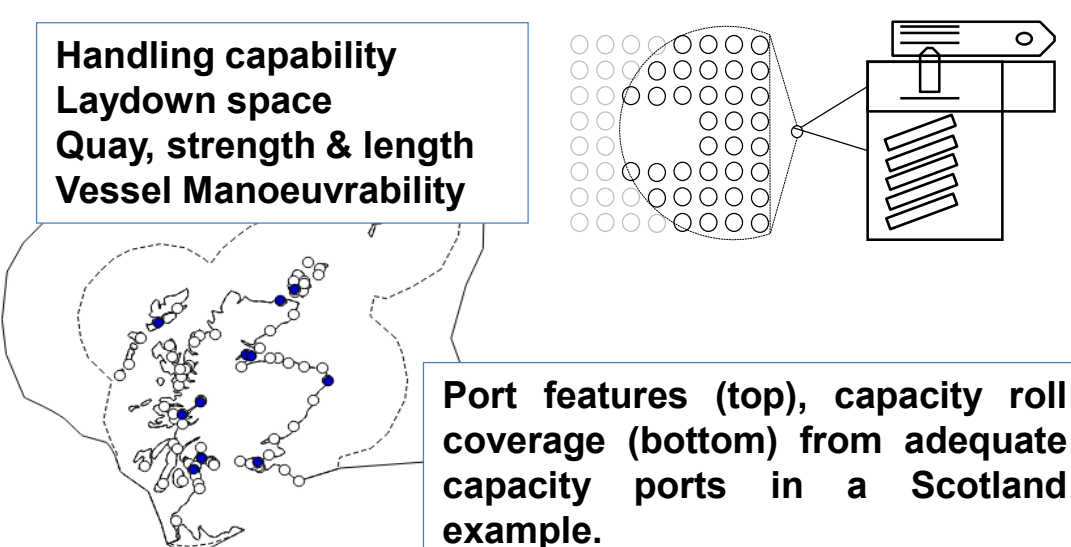 Handling capability
Laydown space
Quay, strength & length
Vessel Manoeuvrability
Port features (top), capacity roll
coverage (bottom) from adequate
capacity ports in a Scotland
example.